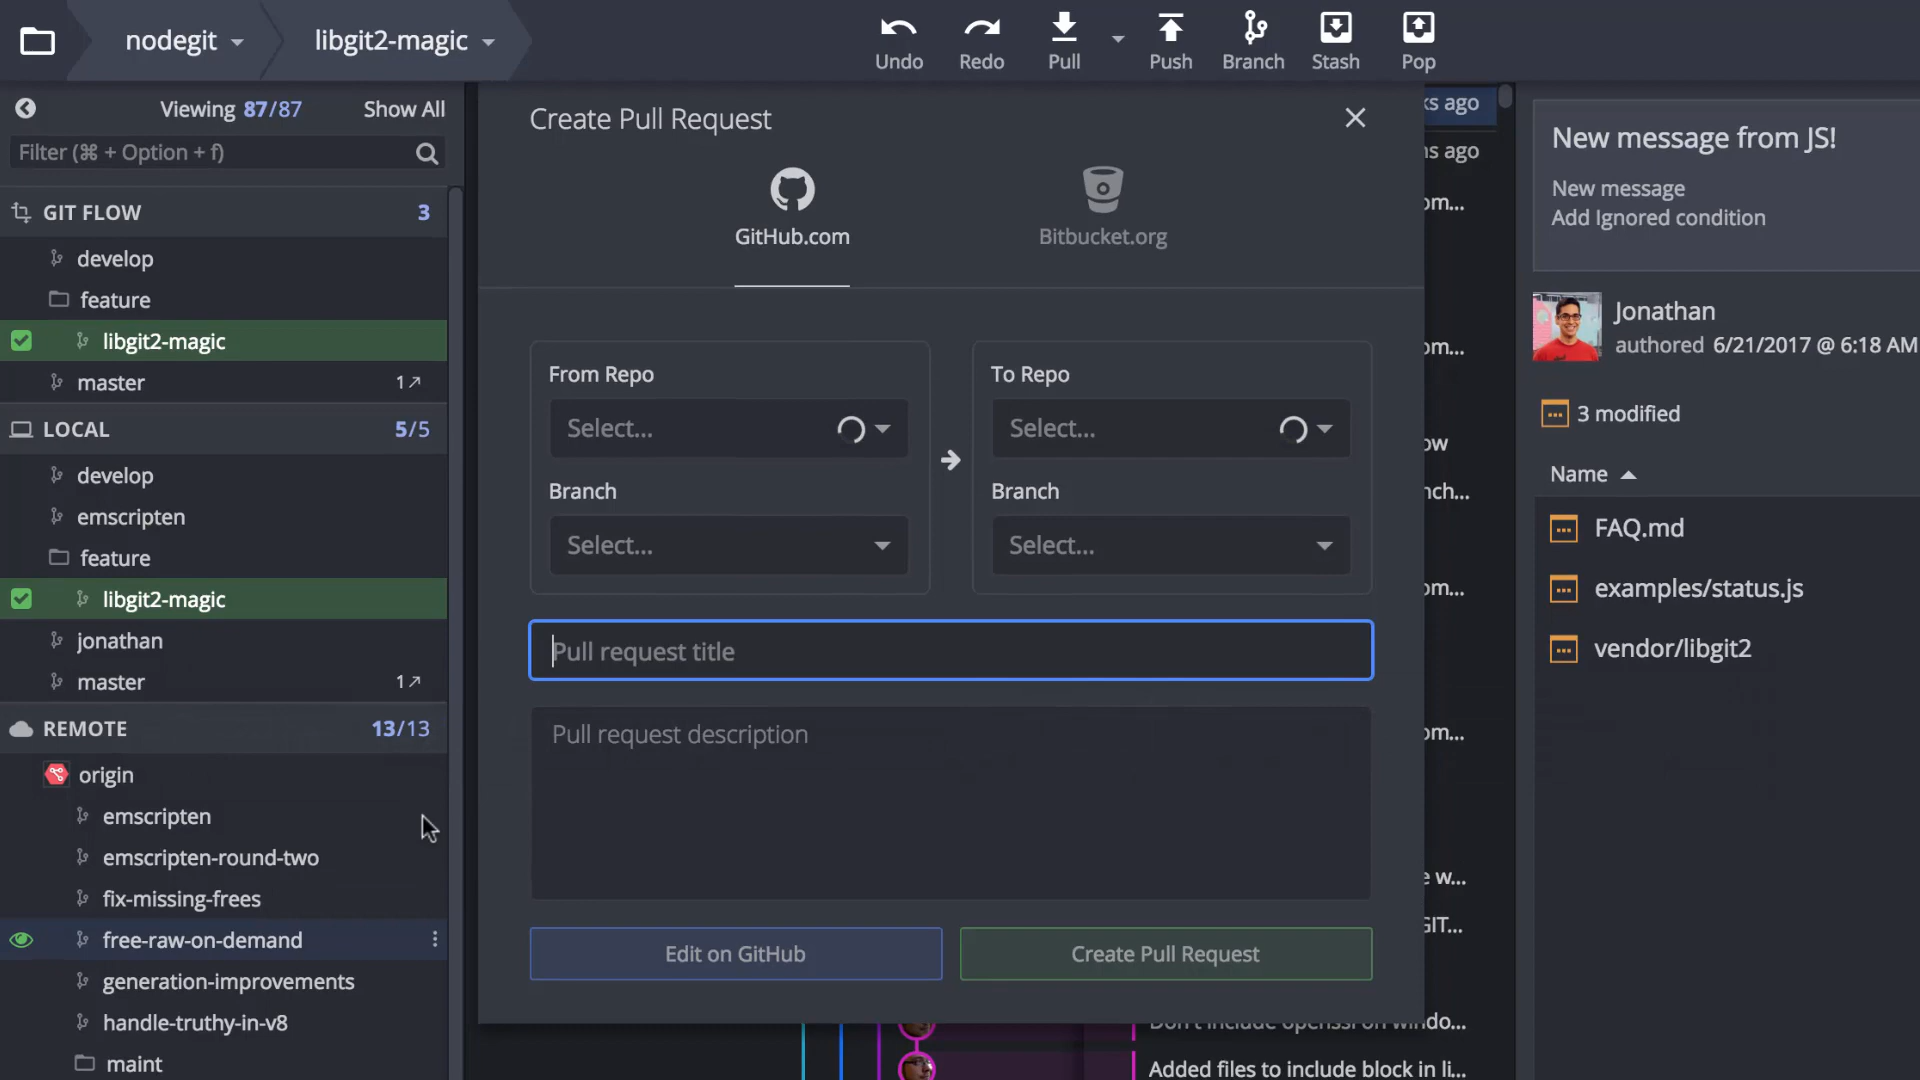 nodegit
libgit2-magic
Undo
Redo
Pull
Push
Branch
Stash
Pop
Viewing 87/87
Show All
Filter (⌘ + Option + f)
GIT FLOW 3
develop
feature
libgit2-magic
master 1↗
LOCAL 5/5
develop
emscripten
feature
libgit2-magic
jonathan
master 1↗
REMOTE 13/13
origin
emscripten
emscripten-round-two
fix-missing-frees
free-raw-on-demand
generation-improvements
handle-truthy-in-v8
maint
Create Pull Request
GitHub.com
Bitbucket.org
From Repo
Select...
Branch
Select...
To Repo
Select...
Branch
Select...
Pull request title
Pull request description
Edit on GitHub
Create Pull Request
ago
ago
om...
om...
ow
nch...
om...
om...
e w...
GIT...
Don't include openssl on windo...
Added files to include block in li...
New message from JS!
New message
Add Ignored condition
Jonathan
authored 6/21/2017 @ 6:18 AM
3 modified
Name
FAQ.md
examples/status.js
vendor/libgit2